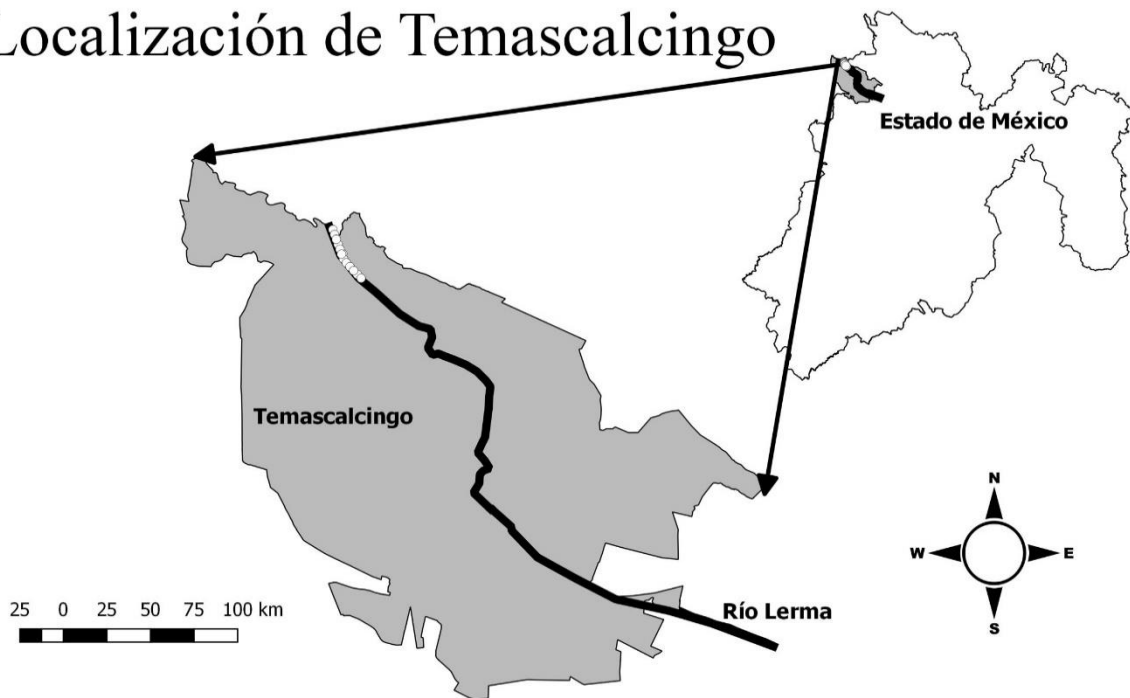 Localización de Temascalcingo
Estado de México
Temascalcingo
N
W E
S
25 0 25 50 75 100 km
Río Lerma